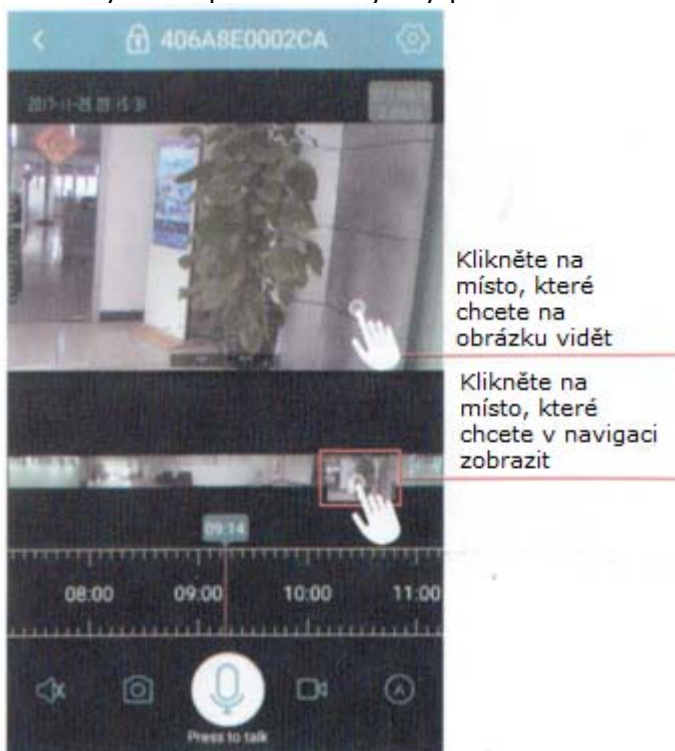 406A8E0002CA
Klikněte na
místo, které
chcete na
obrázku vidět
Klikněte na
místo, které
chcete v navigaci
zobrazit
09:14
08:00 09:00 10:00 11:00
A
Press to talk